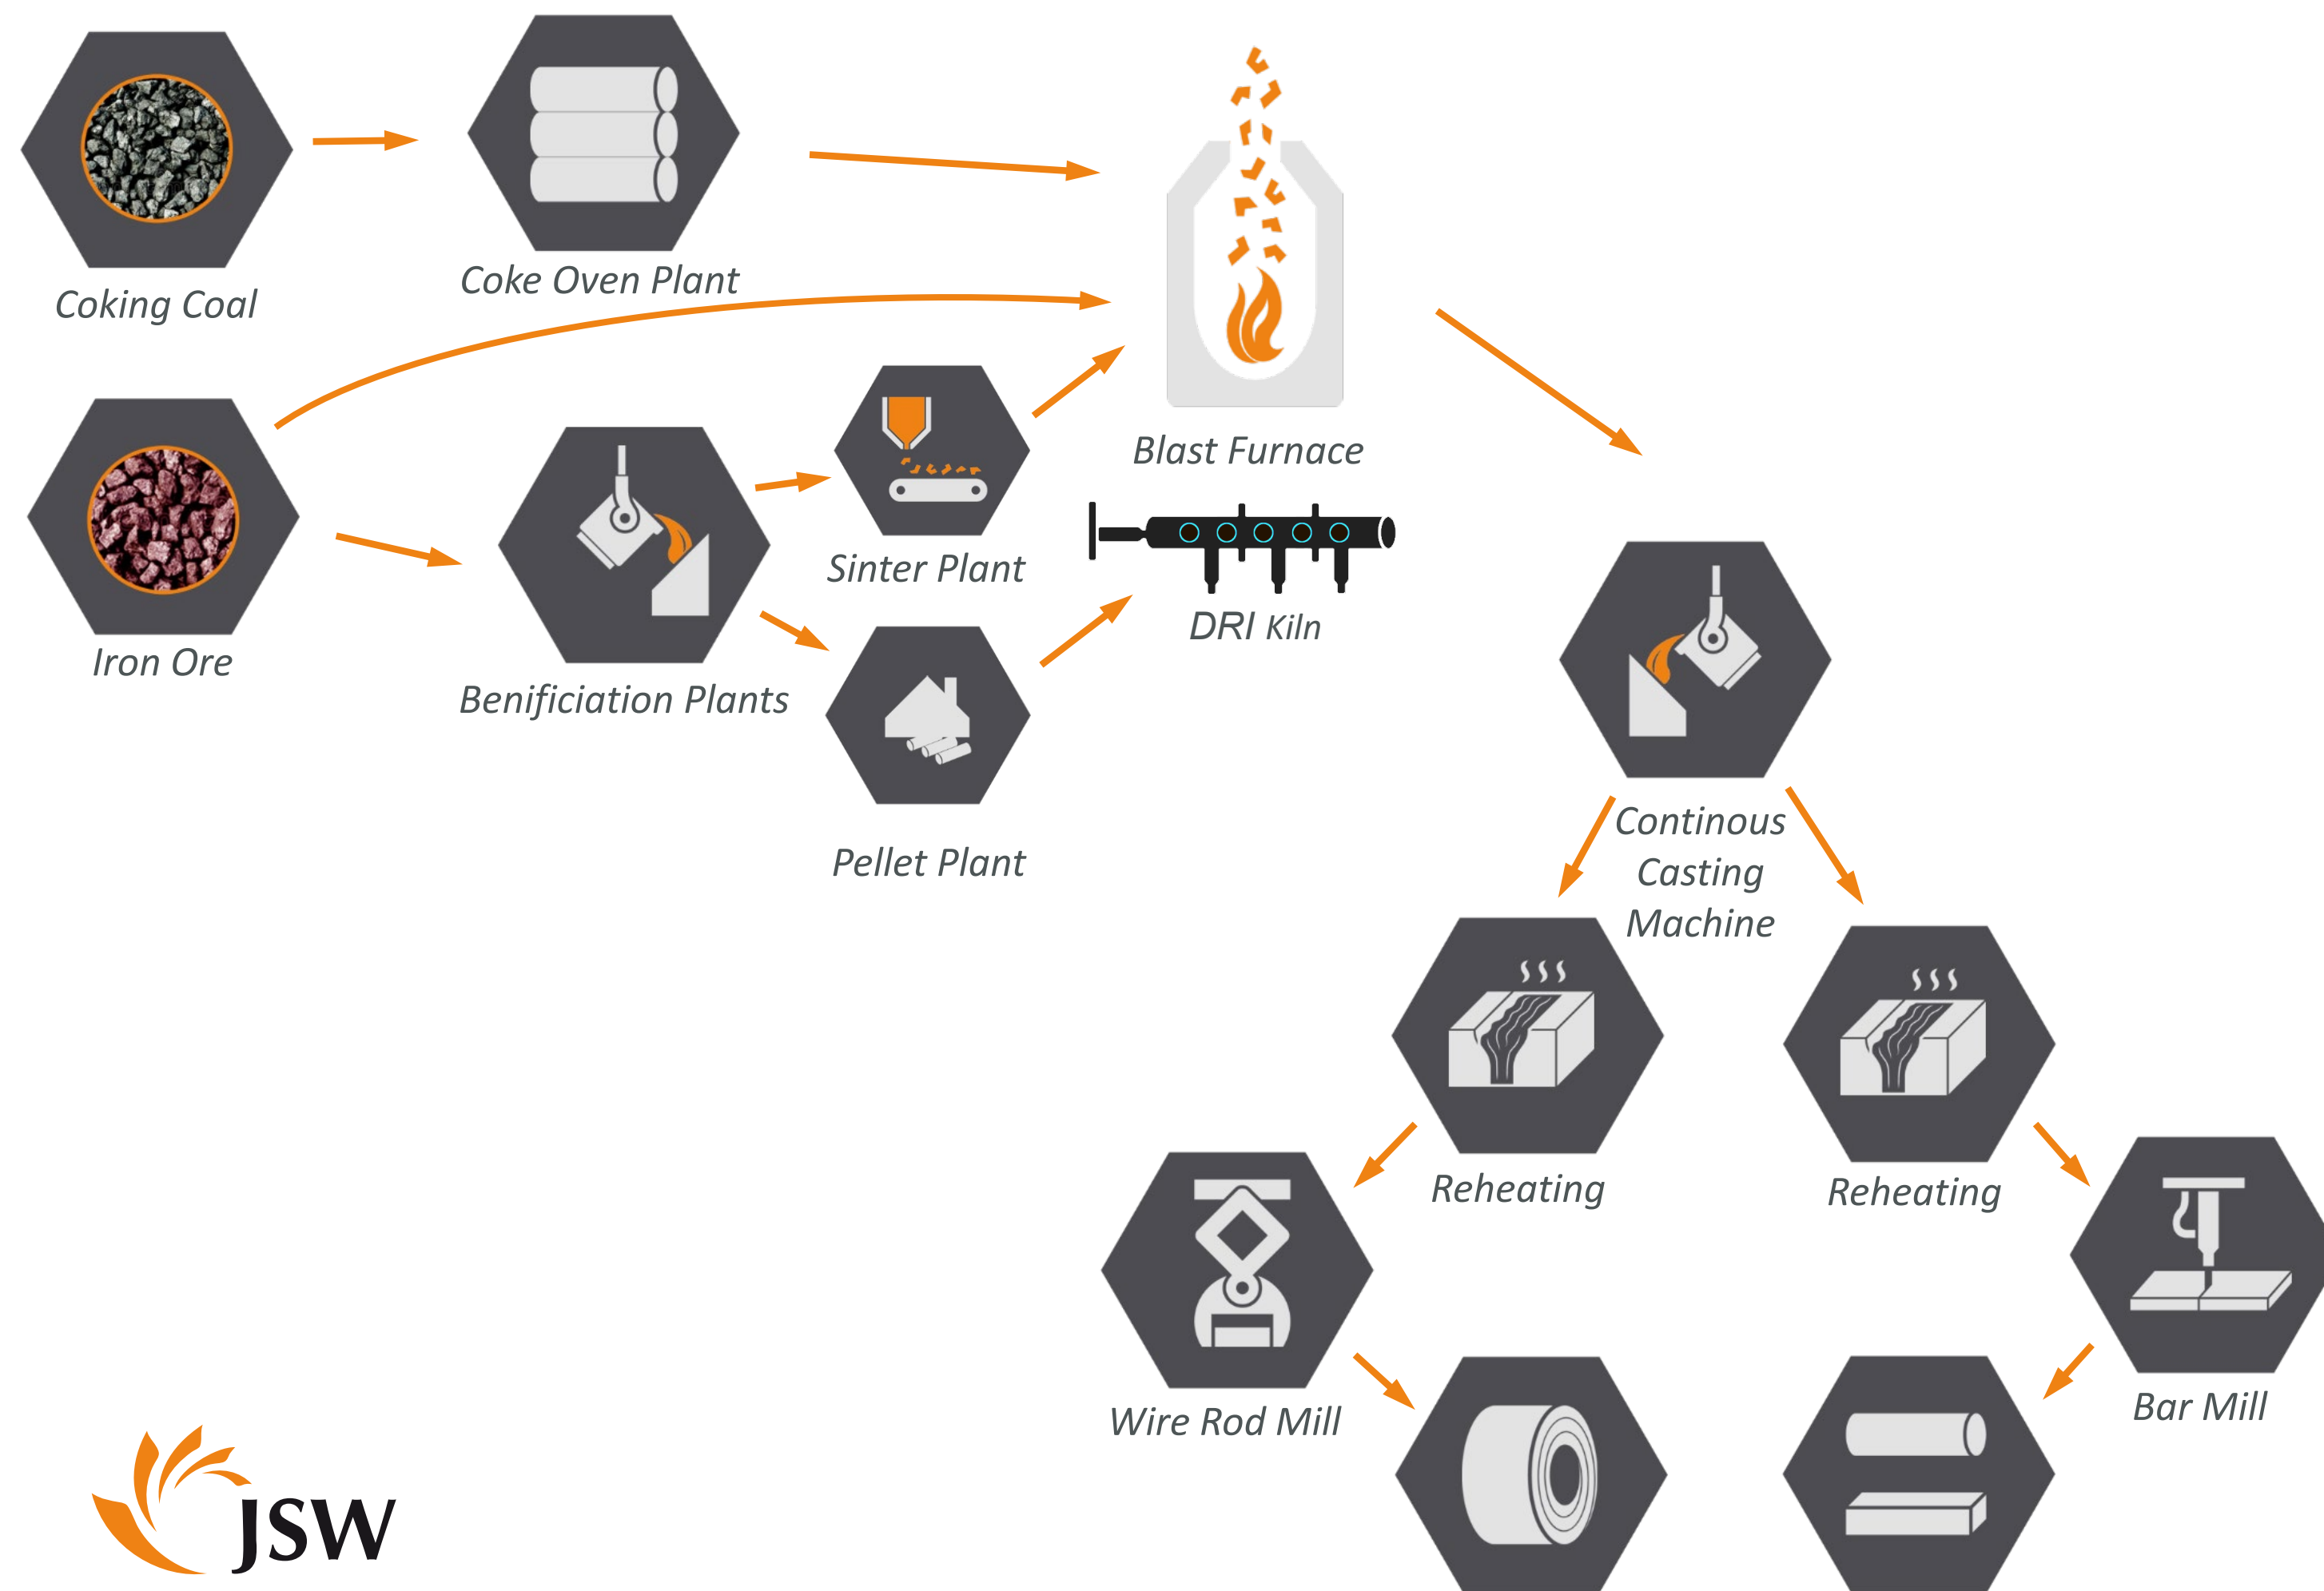 Coking Coal
Coke Oven Plant
Iron Ore
Benificiation Plants
Sinter Plant
Pellet Plant
Blast Furnace
DRI Kiln
Continous
Casting
Machine
Reheating
Reheating
Wire Rod Mill
Bar Mill
JSW